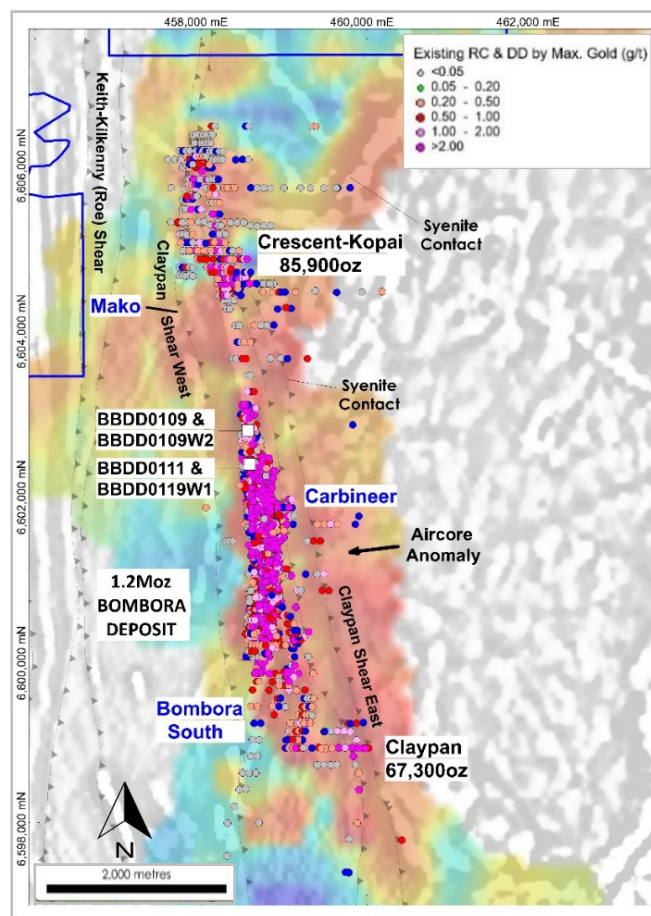 458,000 mE
460,000 mE
462,000 mE
Existing RC & DD by Max. Gold (g/t)
<0.05
0.05 - 0.20
0.20 - 0.50
0.50 - 1.00
1.00 - 2.00
>2.00
Keith-Kilkenny (Roe) Shear
6,606,000 mN
Syenite
Contact
Claypan
Shear West
Crescent-Kopai
85,900oz
Mako
6,604,000 mN
Syenite
Contact
BBDD0109 &
BBDD0109W2
BBDD0111 &
BBDD0119W1
6,602,000 mN
Carbineer
Aircore
Anomaly
1.2Moz
BOMBORA
DEPOSIT
Claypan Shear East
6,600,000 mN
Bombora
South
Claypan
67,300oz
6,598,000 mN
N
2,000 metres